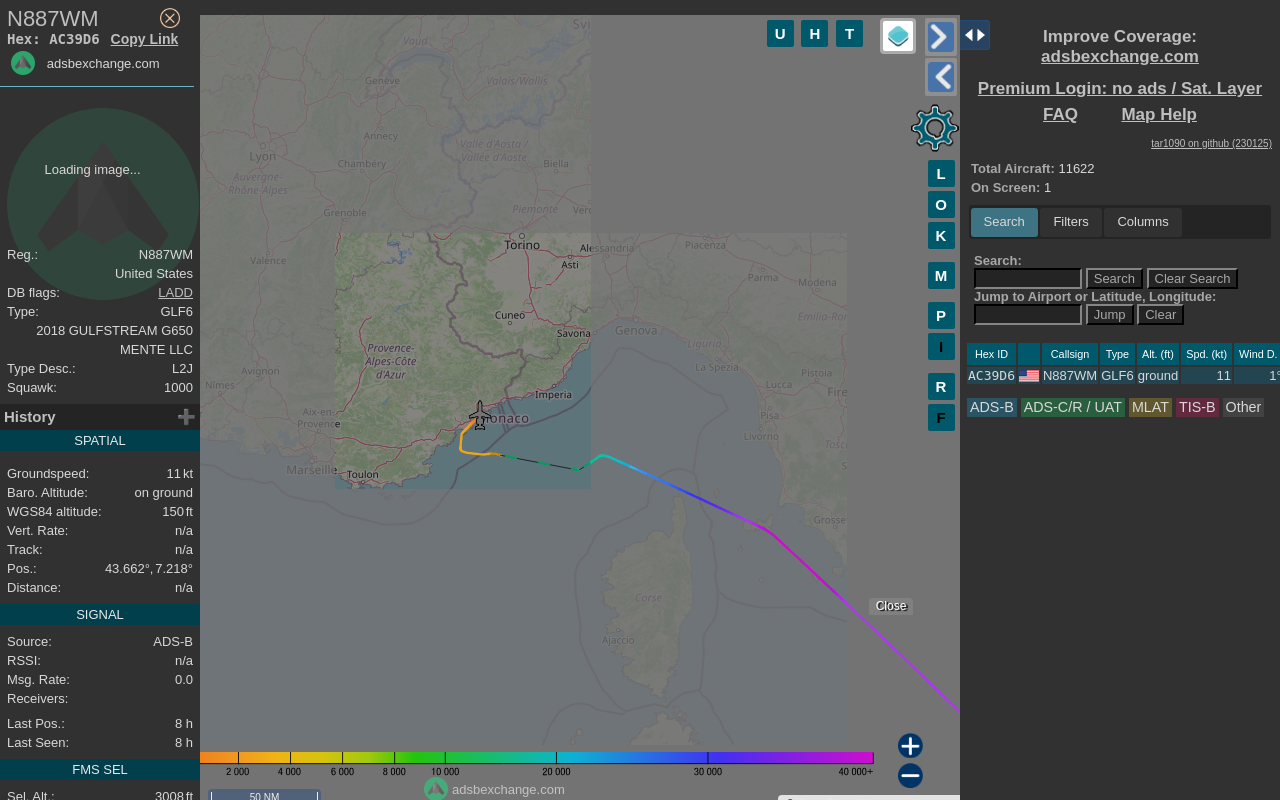 N887WM
Hex: AC39D6 Copy Link
adsbexchange.com
Loading image...
Reg.: N887WM
United States
DB flags: LADD
Type: GLF6
2018 GULFSTREAM G650
MENTE LLC
Type Desc.: L2J
Squawk: 1000
History
SPATIAL
Groundspeed: 11 kt
Baro. Altitude: on ground
WGS84 altitude: 150 ft
Vert. Rate: n/a
Track: n/a
Pos.: 43.662°, 7.218°
Distance: n/a
SIGNAL
Source: ADS-B
RSSI: n/a
Msg. Rate: 0.0
Receivers:
Last Pos.: 8 h
Last Seen: 8 h
FMS SEL
Sel. Alt.: 3008 ft
U H T
L
O
K
M
P
I
R
F
Vaud
Genève
Valais/Wallis
Annecy
Lyon
Valle d'Aosta /
Vallée d'Aoste
Chambéry
Biella
Auvergne-
Rhône-Alpes
Grenoble
Piemonte
Torino
Alessandria
Piacenza
Valence
Asti
Parma
Modena
Cuneo
Emilia-Ro
Genova
Savona
Liguria
Provence-
Alpes-Côte
d'Azur
La Spezia
Pistoia
Nîmes
Avignon
Lucca
Imperia
Fire
Pisa
Aix-en-
Provence
Monaco
Livorno
Marseille
Toulon
Grosse
Corse
Ajaccio
Close
2 000 4 000 6 000 8 000 10 000 20 000 30 000 40 000+
adsbexchange.com
50 NM
Improve Coverage:
adsbexchange.com
Premium Login: no ads / Sat. Layer
FAQ Map Help
tar1090 on github (230125)
Total Aircraft: 11622
On Screen: 1
Search Filters Columns
Search:
Search Clear Search
Jump to Airport or Latitude, Longitude:
Jump Clear
Hex ID Callsign Type Alt. (ft) Spd. (kt) Wind D.
AC39D6 N887WM GLF6 ground 11 1°
ADS-B ADS-C/R / UAT MLAT TIS-B Other